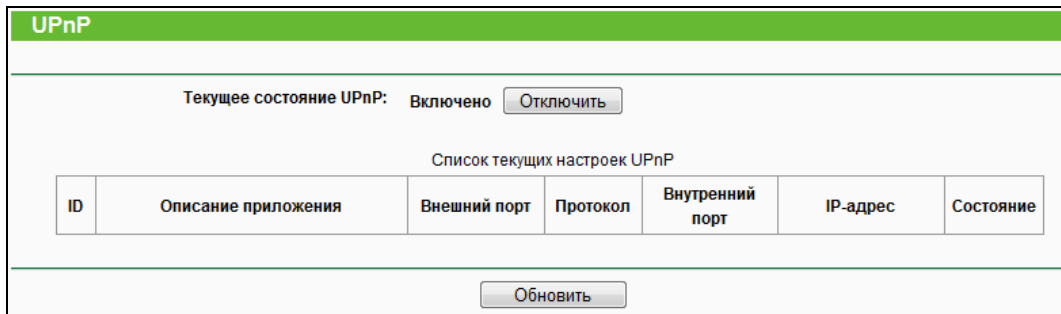 UPnP
Текущее состояние UPnP: Включено Отключить
Список текущих настроек UPnP
ID Описание приложения Внешний порт Протокол Внутренний порт IP-адрес Состояние
Обновить